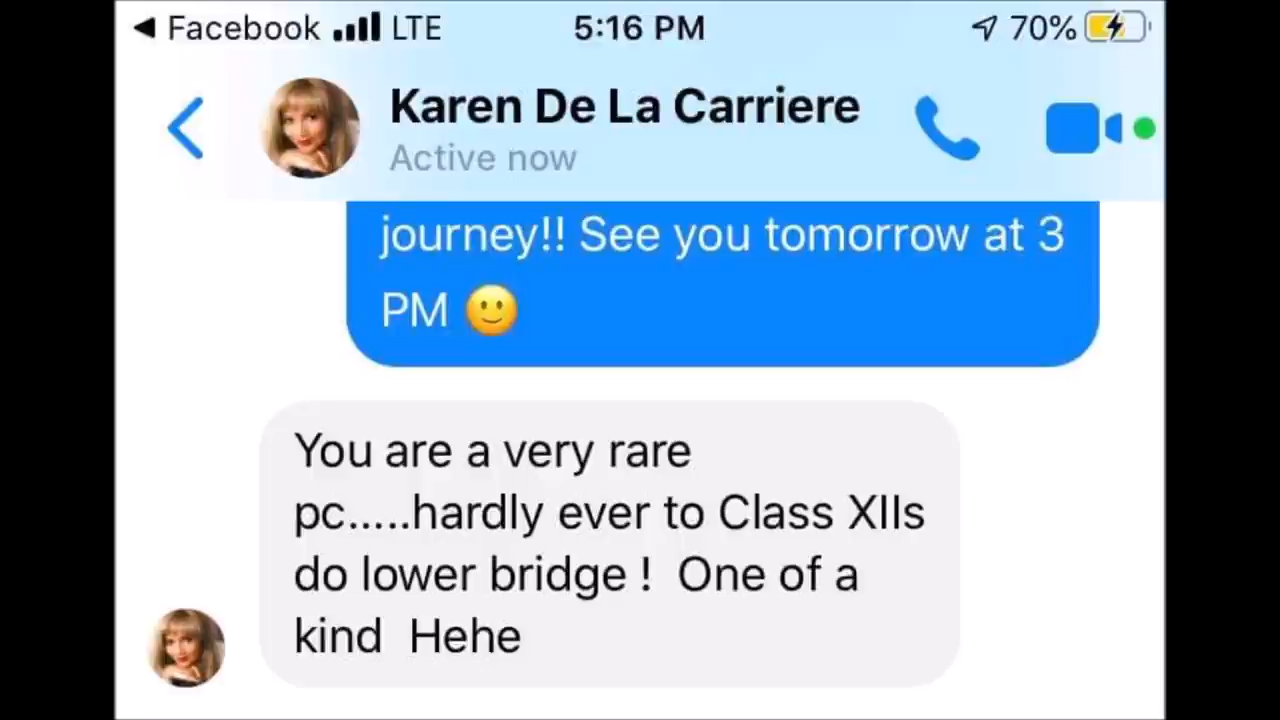 ◀ Facebook LTE 5:16 PM 70%
Karen De La Carriere
Active now
journey!! See you tomorrow at 3
PM 🙂
You are a very rare
pc.....hardly ever to Class XIIs
do lower bridge ! One of a
kind Hehe